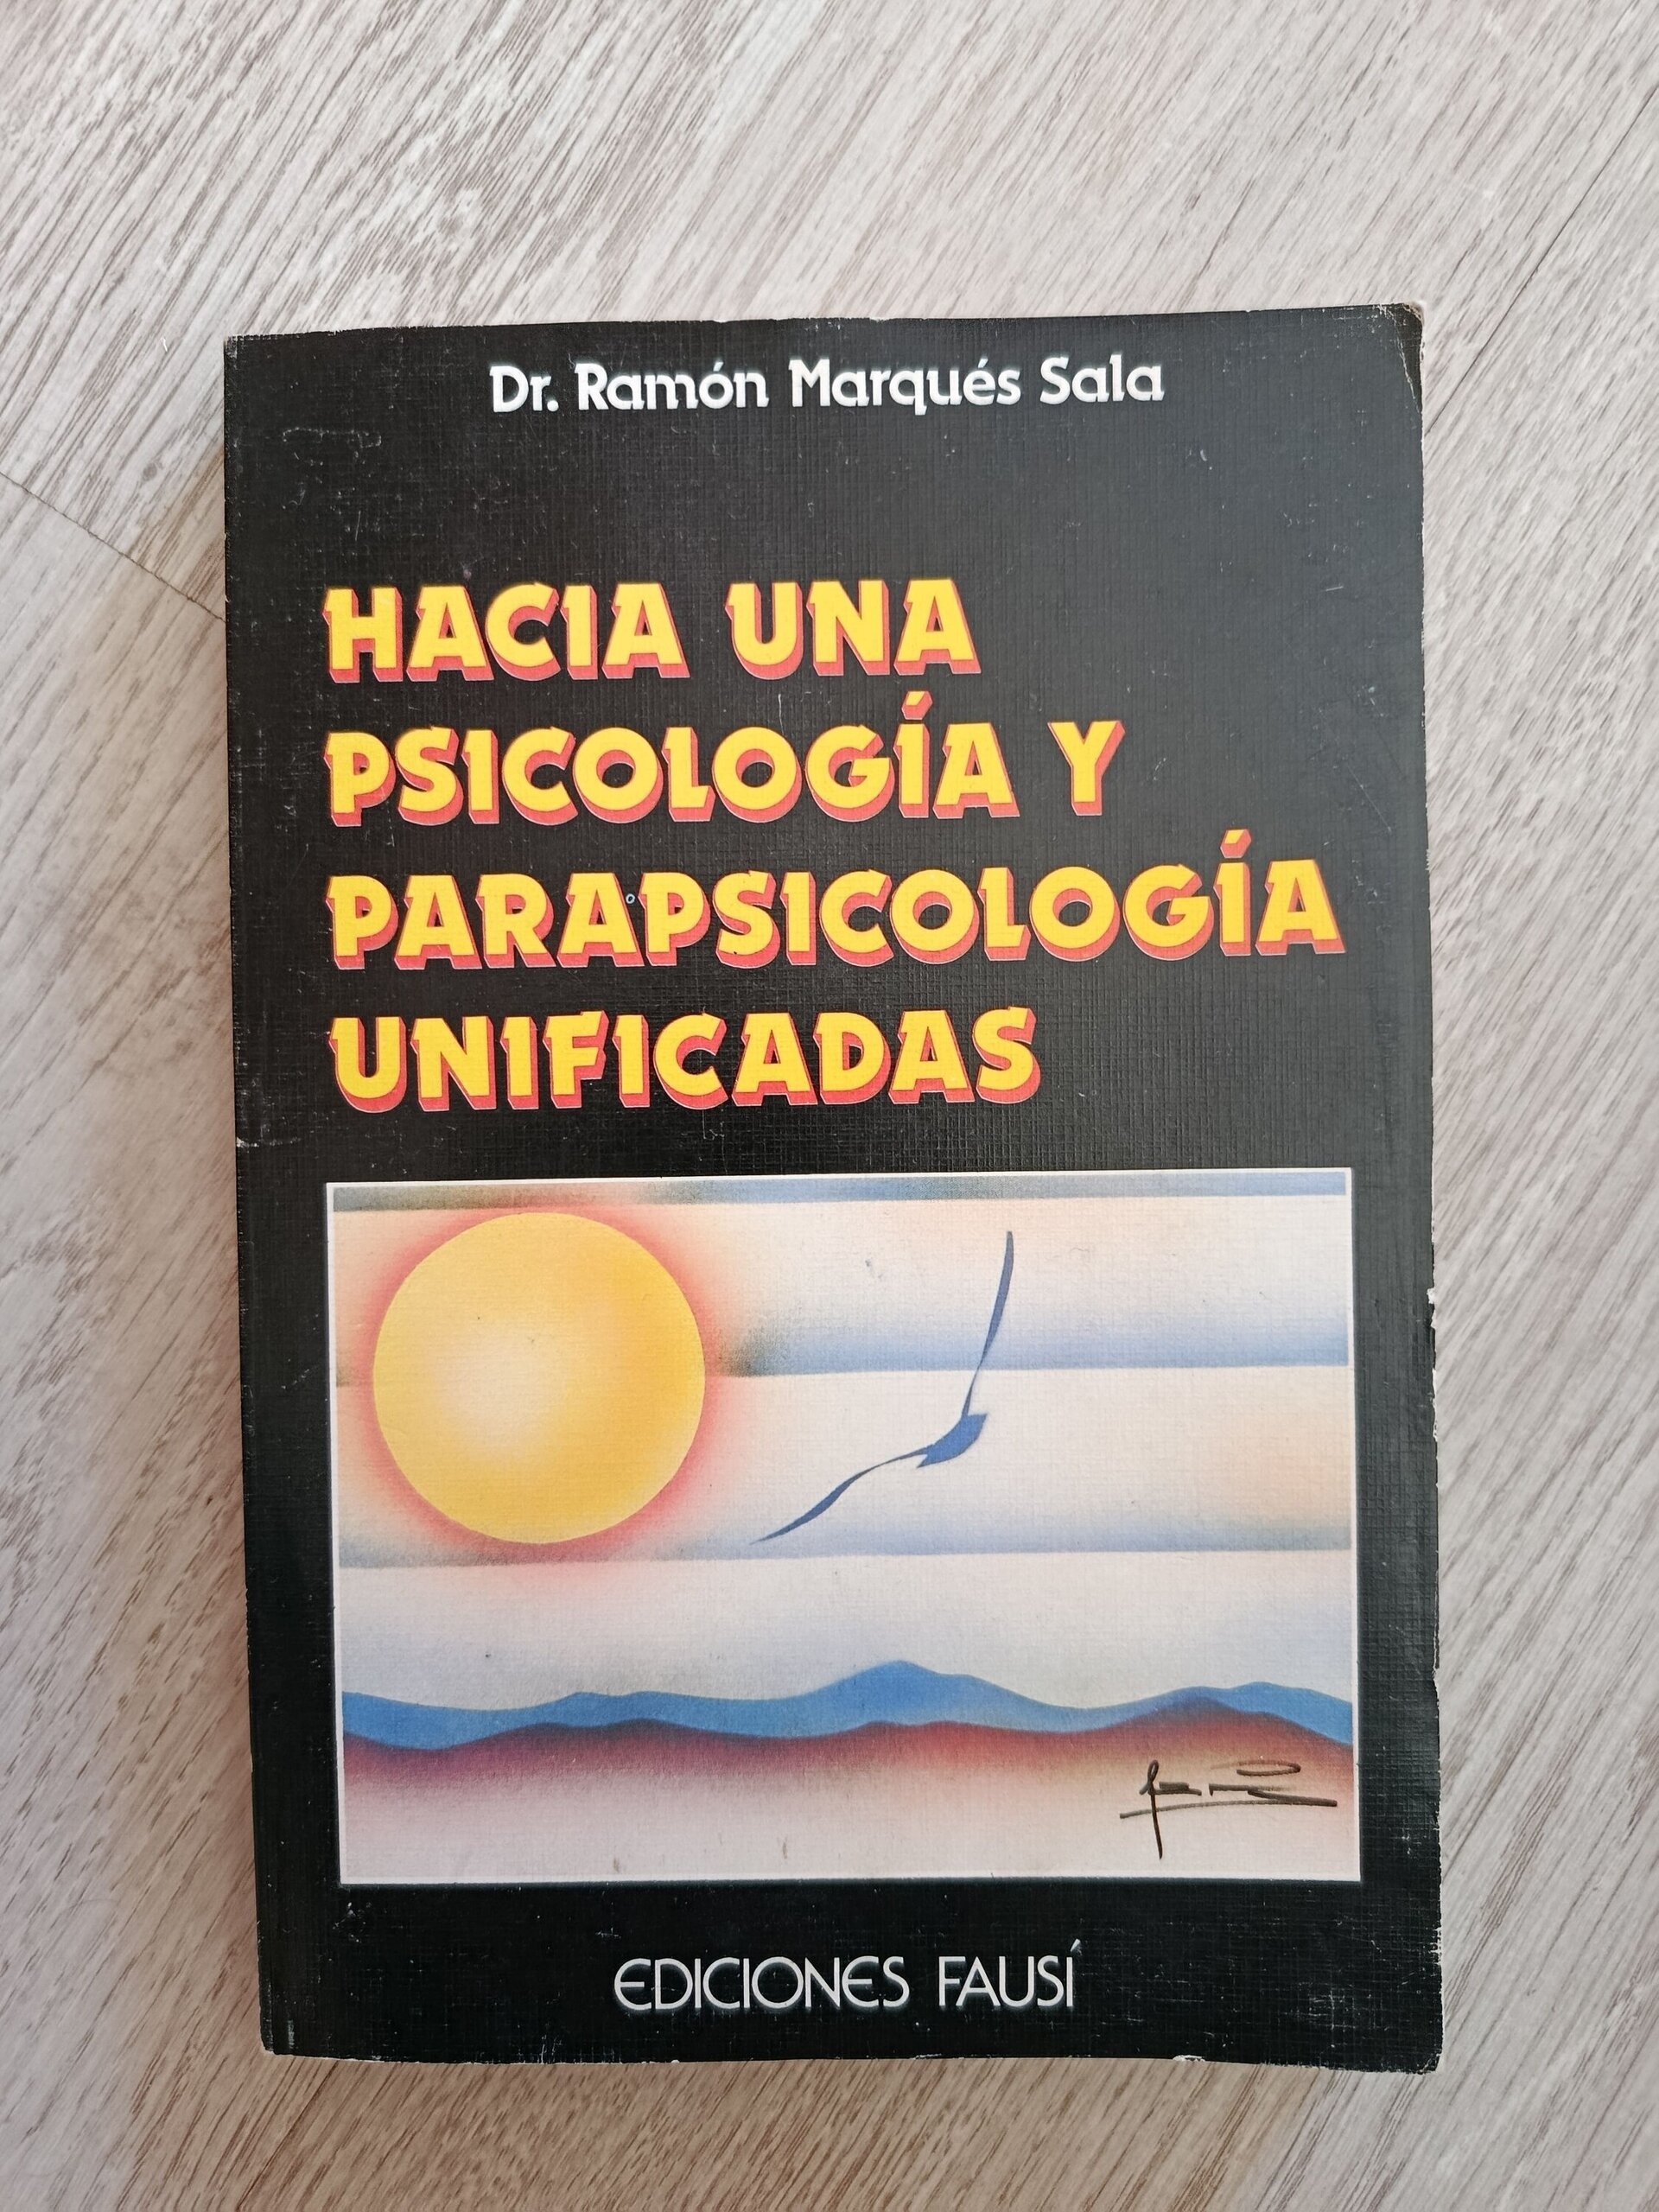 Dr. Ramón Marqués Sala
HACIA UNA
PSICOLOGÍA Y
PARAPSICOLOGÍA
UNIFICADAS
EDICIONES FAUSÍ